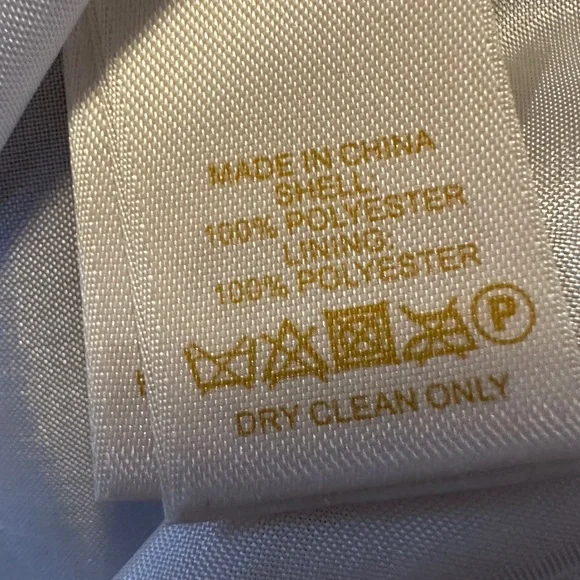 MADE IN CHINA
SHELL:
100% POLYESTER
LINING:
100% POLYESTER
P
DRY CLEAN ONLY